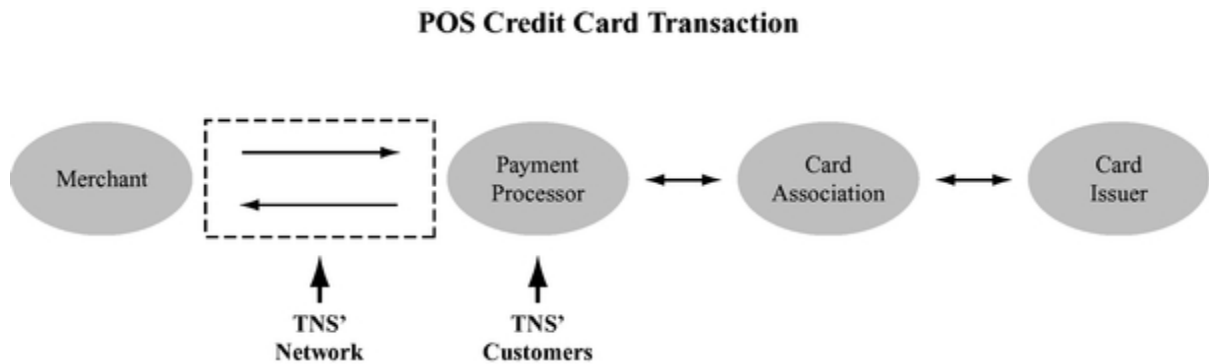 POS Credit Card Transaction
Merchant
Payment
Processor
Card
Association
Card
Issuer
TNS’
Network
TNS’
Customers